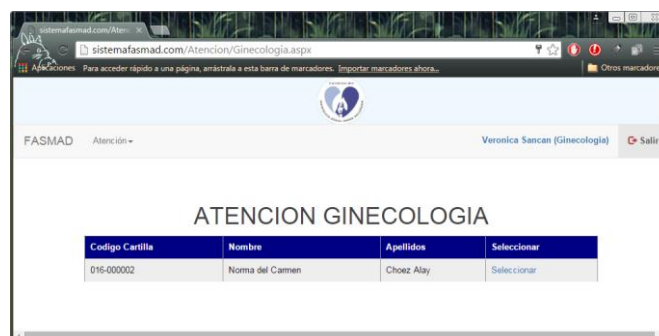 sistemafasmad.com/Atenc
sistemafasmad.com/Atencion/Ginecologia.aspx
Aplicaciones Para acceder rápido a una página, arrástrala a esta barra de marcadores. Importar marcadores ahora... Otros marcadore
FASMAD Atención Veronica Sancan (Ginecologia) Salir
ATENCION GINECOLOGIA
Codigo Cartilla Nombre Apellidos Seleccionar
016-000002 Norma del Carmen Choez Alay Seleccionar